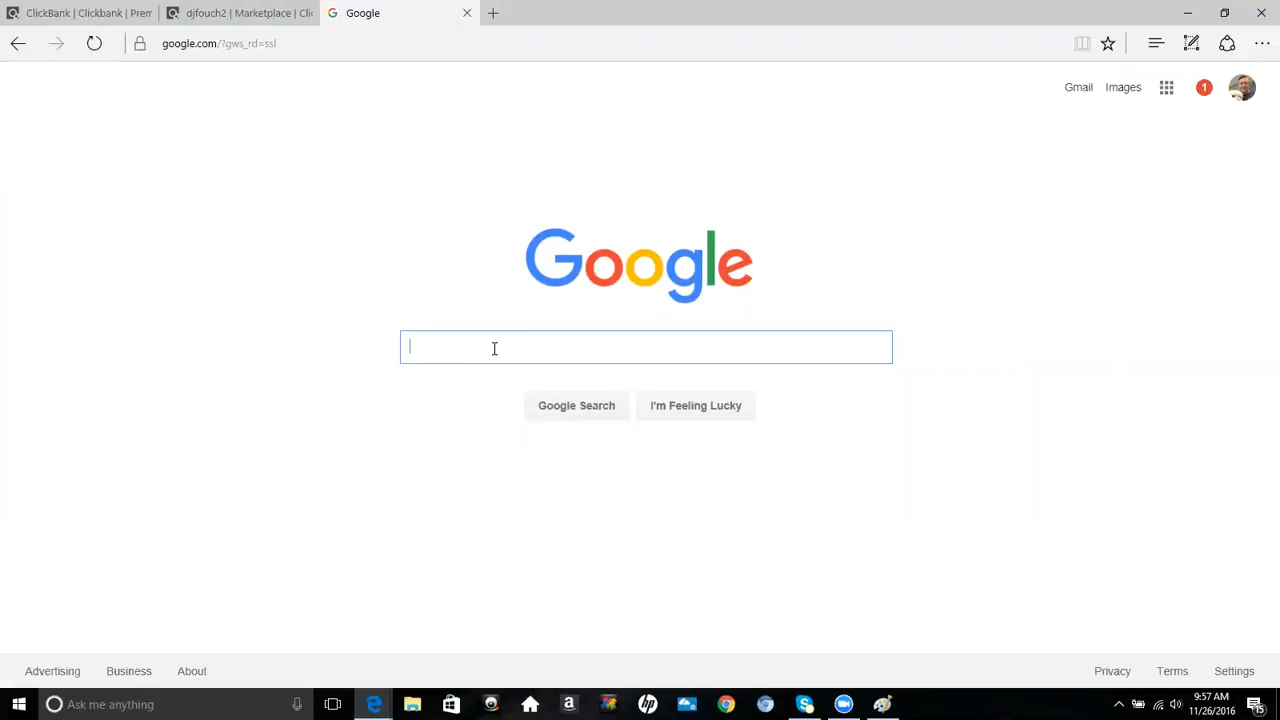 ClickBank | Clickbank | Prem
djfouch2 | Marketplace | Cli
Google
google.com/?gws_rd=ssl
Gmail
Images
1
Google
Google Search
I'm Feeling Lucky
Advertising
Business
About
Privacy
Terms
Settings
Ask me anything
9:57 AM
11/26/2016